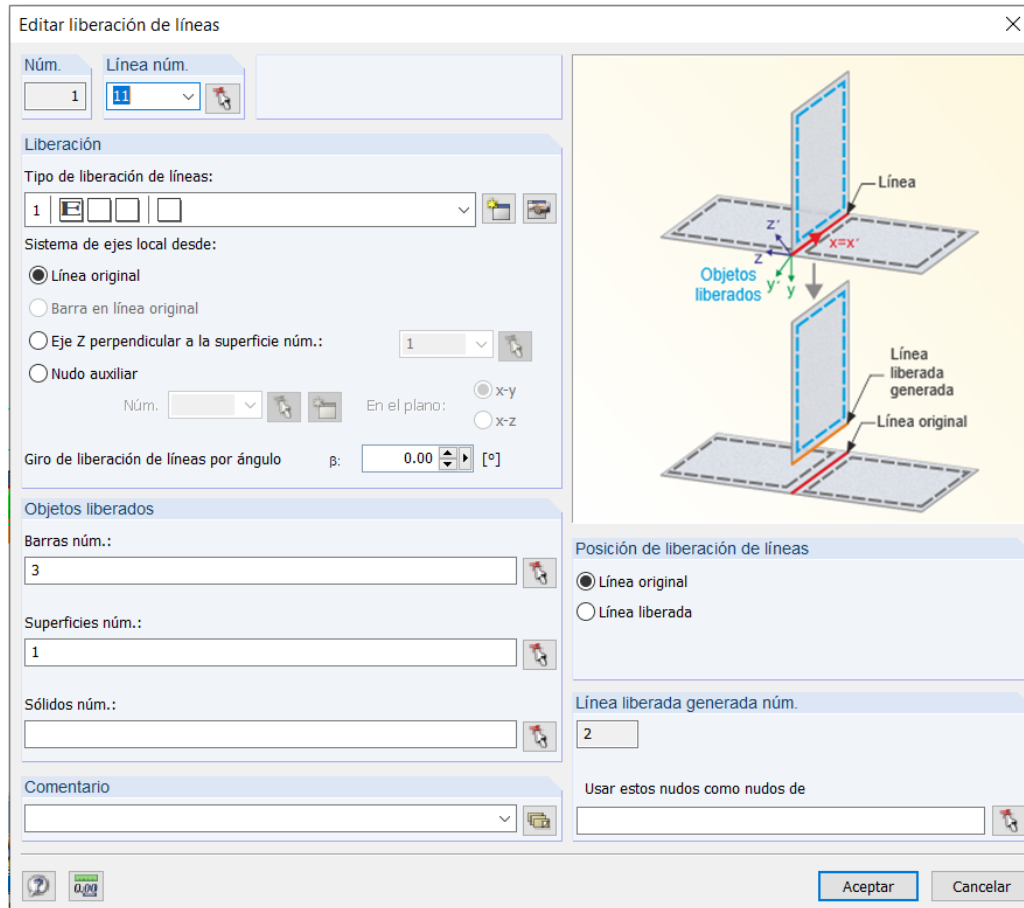 Editar liberación de líneas
Núm.
1
Línea núm.
11
Liberación
Tipo de liberación de líneas:
1 E
Sistema de ejes local desde:
Línea original
Barra en línea original
Eje Z perpendicular a la superficie núm.:
1
Nudo auxiliar
Núm.
En el plano:
x-y
x-z
Giro de liberación de líneas por ángulo
β:
0.00
[º]
Objetos liberados
Barras núm.:
3
Superficies núm.:
1
Sólidos núm.:
Comentario
Línea
z'
z
x=x'
y'
y
Objetos
liberados
Línea
liberada
generada
Línea original
Posición de liberación de líneas
Línea original
Línea liberada
Línea liberada generada núm.
2
Usar estos nudos como nudos de
0.00
Aceptar
Cancelar